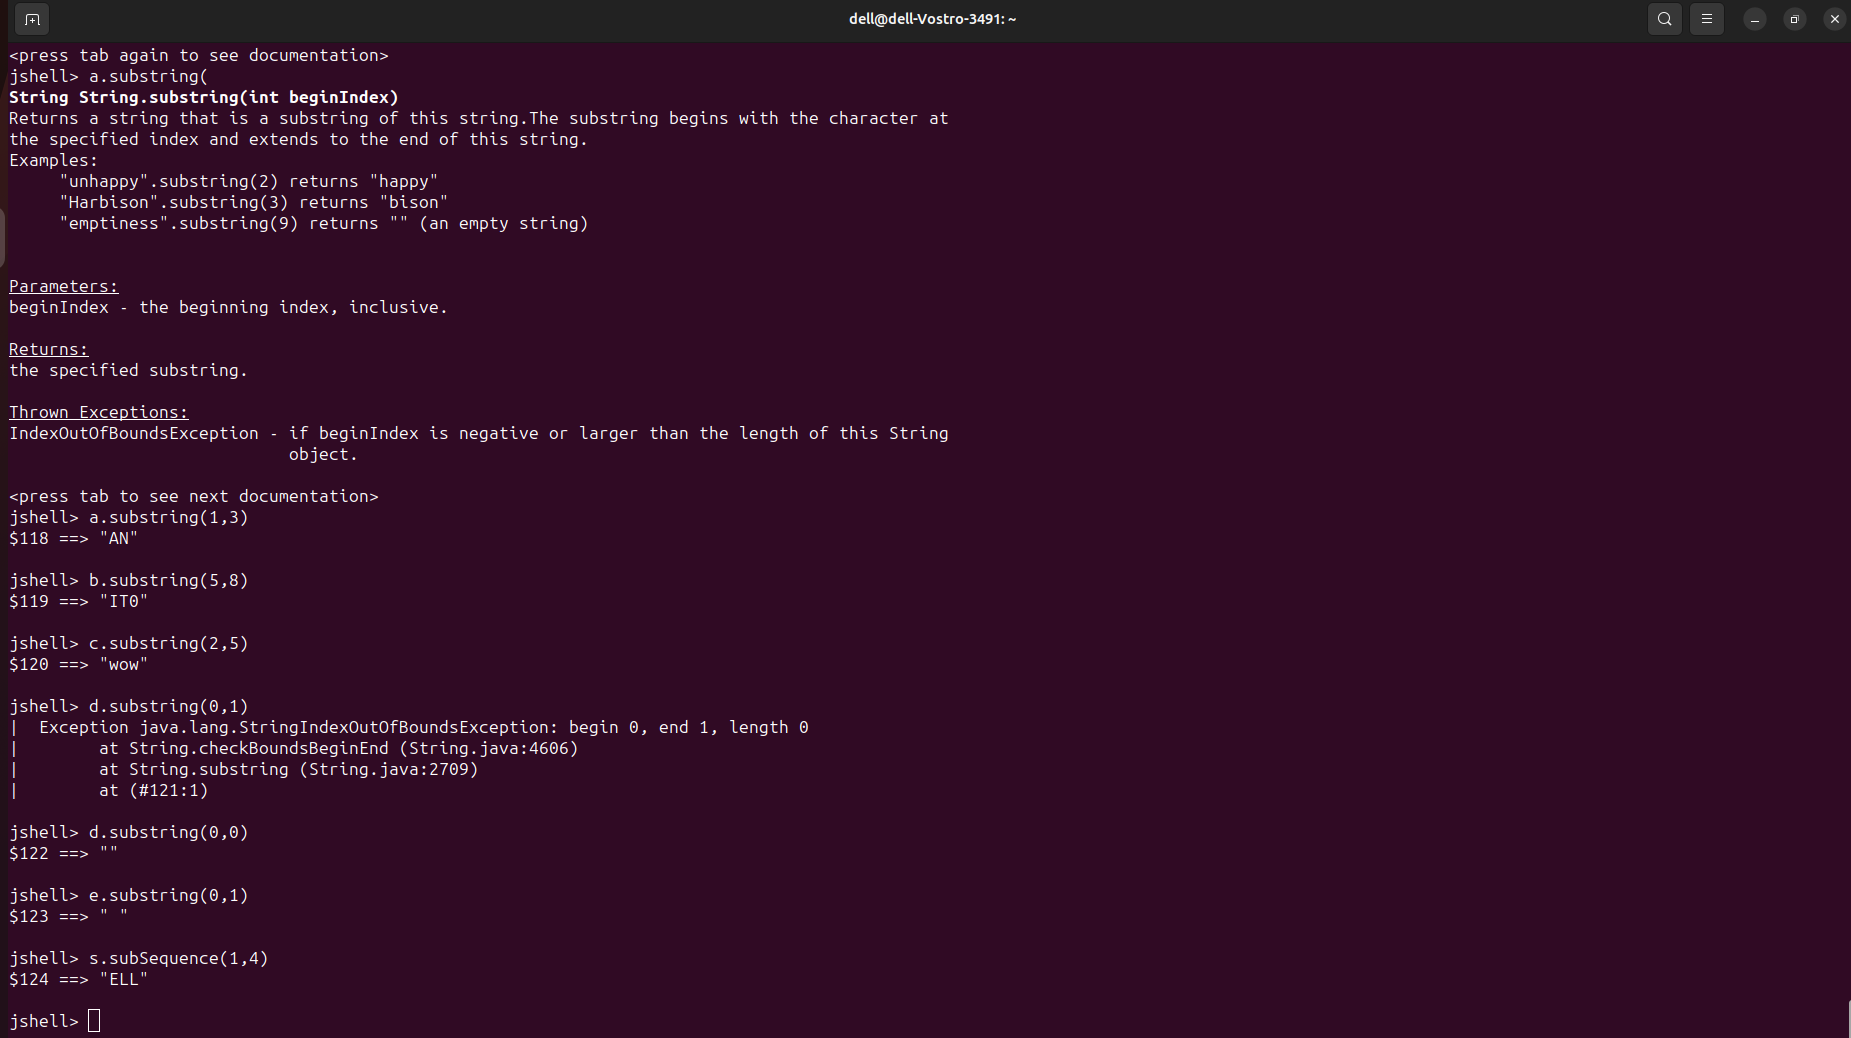 dell@dell-Vostro-3491: ~
<press tab again to see documentation>
jshell> a.substring(
String String.substring(int beginIndex)
Returns a string that is a substring of this string.The substring begins with the character at
the specified index and extends to the end of this string.
Examples:
     "unhappy".substring(2) returns "happy"
     "Harbison".substring(3) returns "bison"
     "emptiness".substring(9) returns "" (an empty string)
Parameters:
beginIndex - the beginning index, inclusive.
Returns:
the specified substring.
Thrown Exceptions:
IndexOutOfBoundsException - if beginIndex is negative or larger than the length of this String
                            object.
<press tab to see next documentation>
jshell> a.substring(1,3)
$118 ==> "AN"
jshell> b.substring(5,8)
$119 ==> "IT0"
jshell> c.substring(2,5)
$120 ==> "wow"
jshell> d.substring(0,1)
|  Exception java.lang.StringIndexOutOfBoundsException: begin 0, end 1, length 0
|        at String.checkBoundsBeginEnd (String.java:4606)
|        at String.substring (String.java:2709)
|        at (#121:1)
jshell> d.substring(0,0)
$122 ==> ""
jshell> e.substring(0,1)
$123 ==> " "
jshell> s.subSequence(1,4)
$124 ==> "ELL"
jshell>